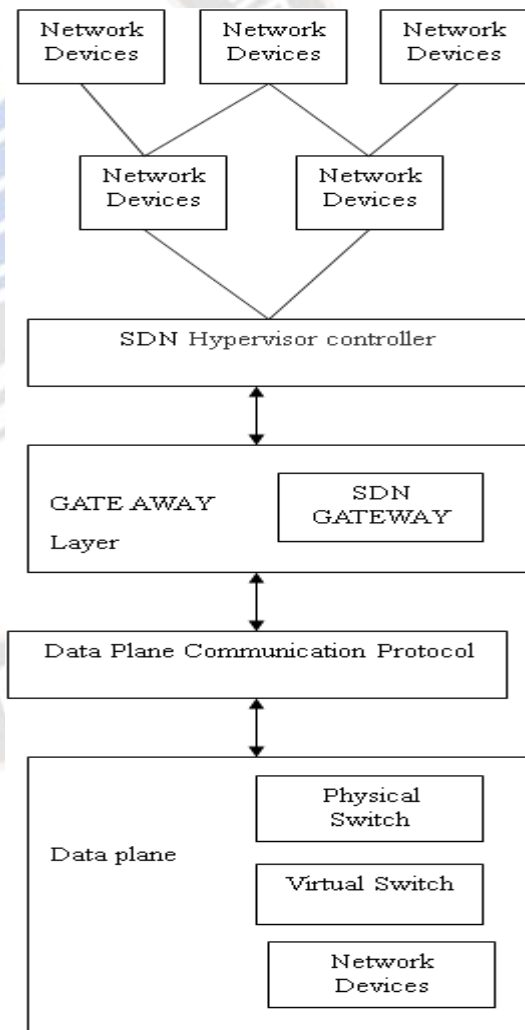 Network
Devices
Network
Devices
Network
Devices
Network
Devices
Network
Devices
SDN Hypervisor controller
GATE AWAY
Layer
SDN
GATEWAY
Data Plane Communication Protocol
Data plane
Physical
Switch
Virtual Switch
Network
Devices